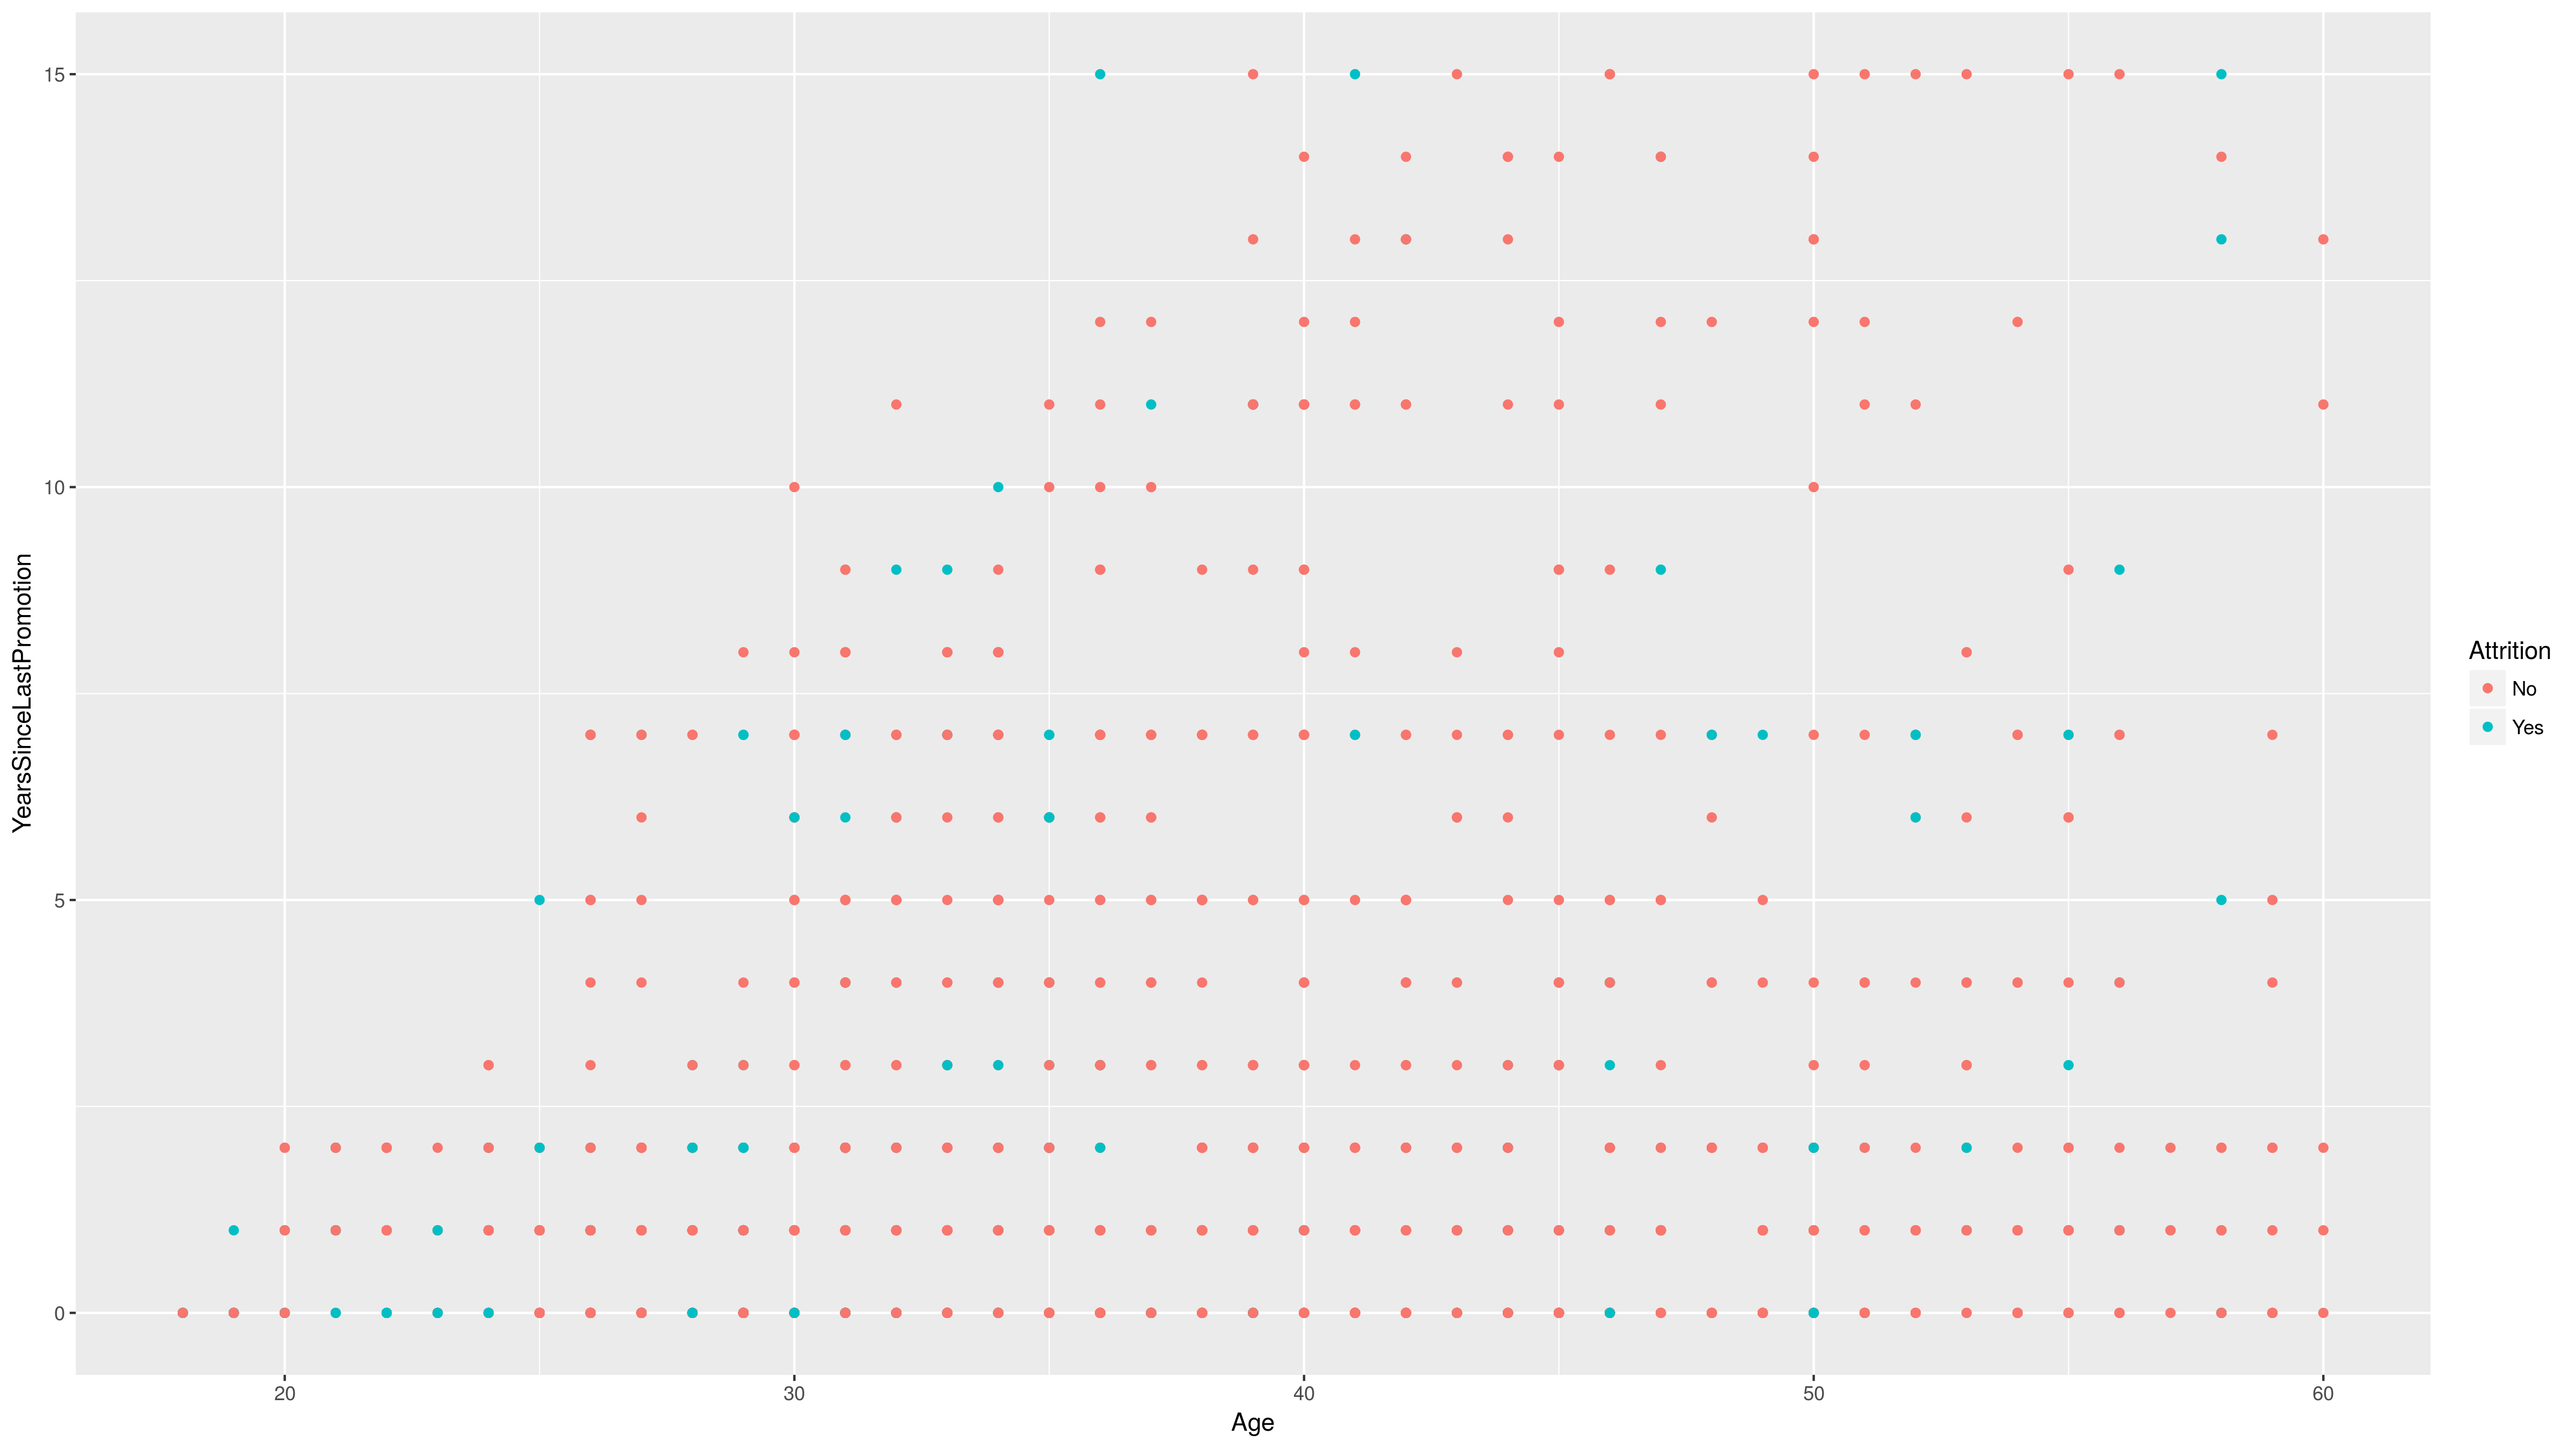 15
10
5
0
YearsSinceLastPromotion
20 30 40 50 60
Age
Attrition
No
Yes